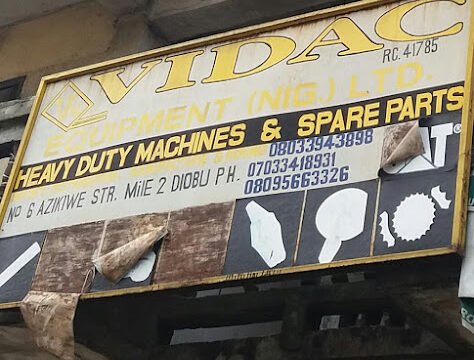 VIDAC
RC. 41785
EQUIPMENT (NIG.) LTD.
HEAVY DUTY MACHINES & SPARE PARTS
NO 6 AZIKIWE STR. MilE 2 DIOBU PH. 08033943898
07033418931
08095663326